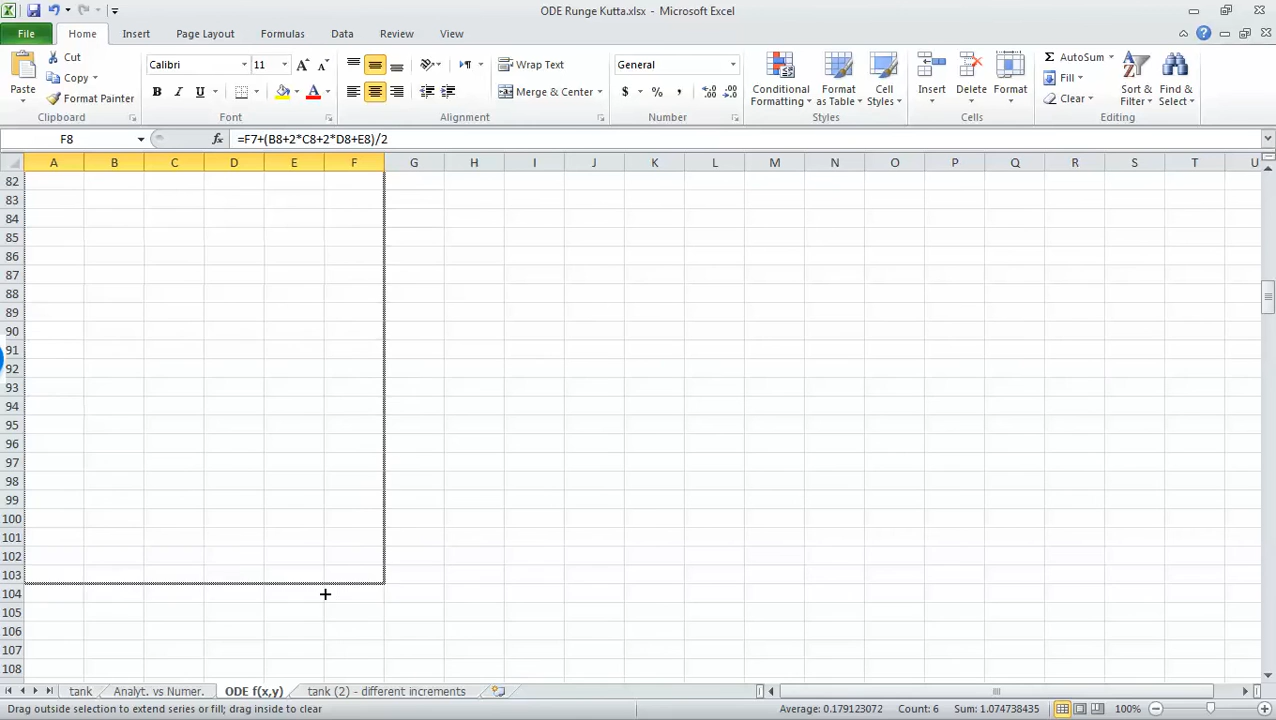 ODE Runge Kutta.xlsx - Microsoft Excel
File Home Insert Page Layout Formulas Data Review View
Paste
Cut
Copy
Format Painter
Clipboard
Calibri 11
B I U
Font
Wrap Text
Merge & Center
Alignment
General
$ % ,
Number
Conditional Formatting
Format as Table
Cell Styles
Styles
Insert Delete Format
Cells
Σ AutoSum
Fill
Clear
Sort & Filter
Find & Select
Editing
F8 fx =F7+(B8+2*C8+2*D8+E8)/2
A B C D E F G H I J K L M N O P Q R S T U
82
83
84
85
86
87
88
89
90
91
92
93
94
95
96
97
98
99
100
101
102
103
104
105
106
107
108
tank Analyt. vs Numer. ODE f(x,y) tank (2) - different increments
Drag outside selection to extend series or fill; drag inside to clear Average: 0.179123072 Count: 6 Sum: 1.074738435 100%